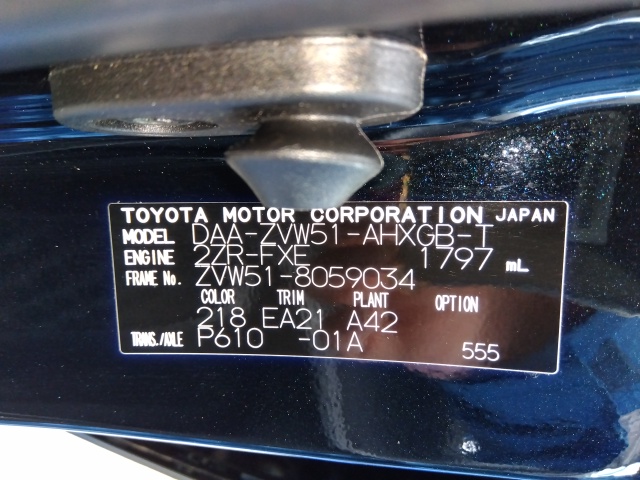 TOYOTA MOTOR CORPORATION JAPAN
MODEL DAA-ZVW51-AHXGB-T
ENGINE 2ZR-FXE 1797 mL
FRAME No. ZVW51-8059034
COLOR TRIM PLANT OPTION
218 EA21 A42
TRANS./AXLE P610 -01A 555